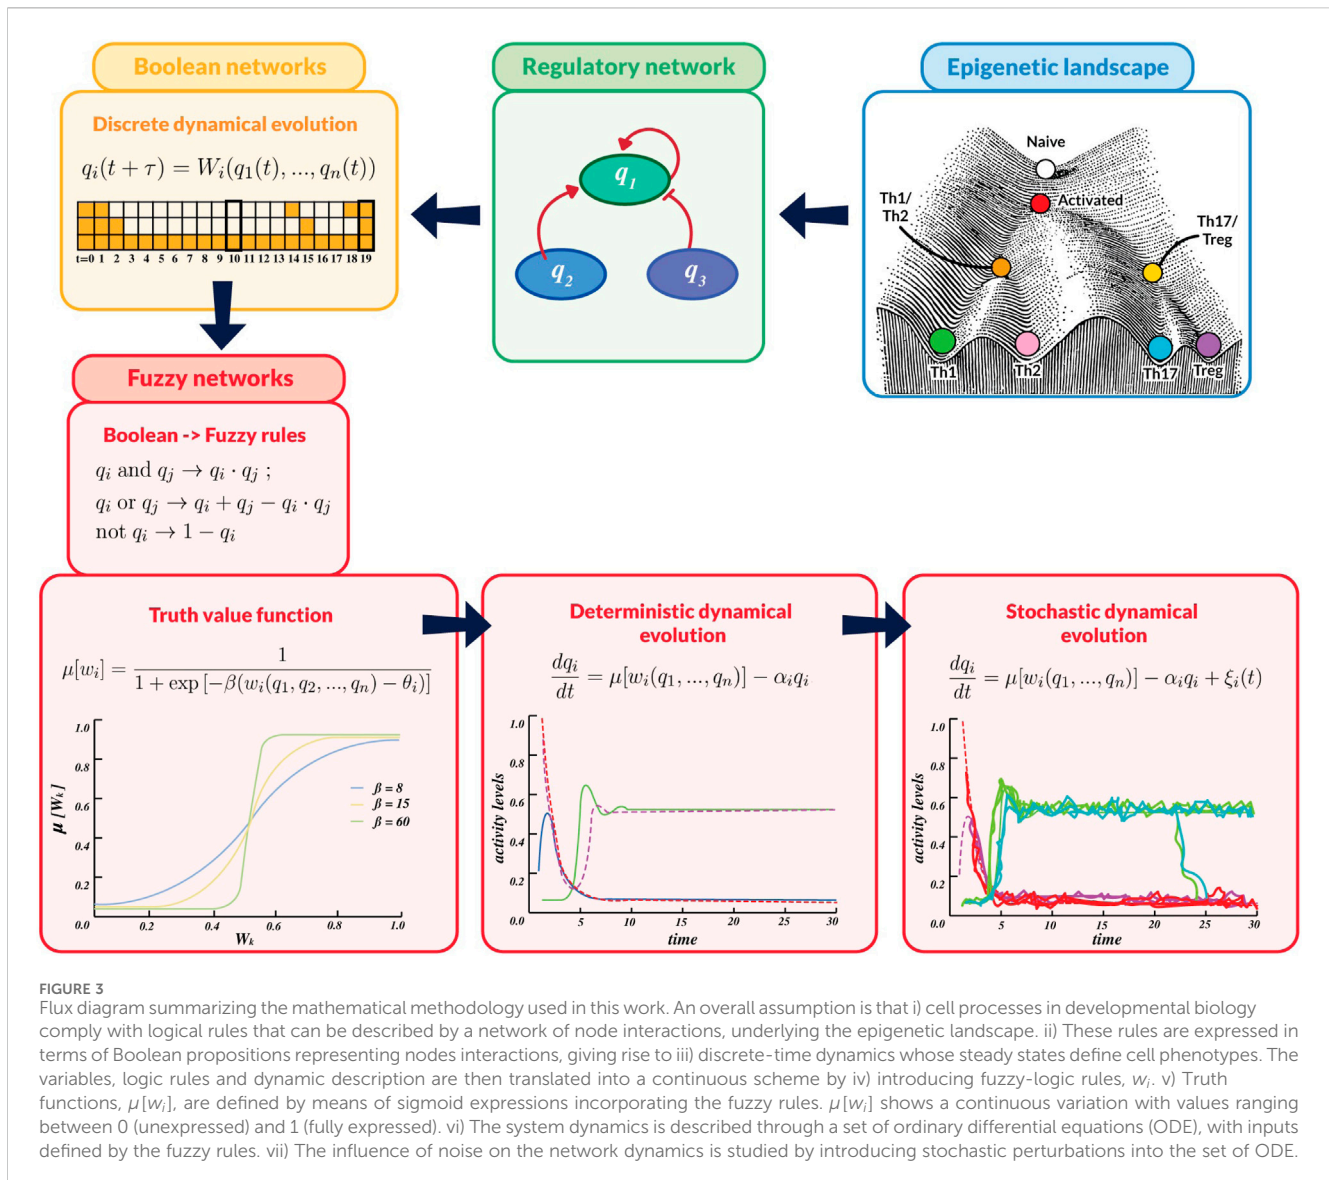 Boolean networks
Discrete dynamical evolution
q_i(t + τ) = W_i(q_1(t), ..., q_n(t))
t=0 1 2 3 4 5 6 7 8 9 10 11 12 13 14 15 16 17 18 19
Regulatory network
q_1
q_2
q_3
Epigenetic landscape
Naive
Activated
Th1/
Th2
Th17/
Treg
Th1
Th2
Th17
Treg
Fuzzy networks
Boolean -> Fuzzy rules
q_i and q_j → q_i · q_j ;
q_i or q_j → q_i + q_j − q_i · q_j
not q_i → 1 − q_i
Truth value function
μ[w_i] = 1 / (1 + exp [−β(w_i(q_1, q_2, ..., q_n) − θ_i)])
μ [W_k]
1.0
0.8
0.6
0.4
0.2
0.0 0.2 0.4 0.6 0.8 1.0
W_k
β = 8
β = 15
β = 60
Deterministic dynamical
evolution
dq_i/dt = μ[w_i(q_1, ..., q_n)] − α_i q_i
activity levels
1.0
0.8
0.6
0.4
0.2
0.0 5 10 15 20 25 30
time
Stochastic dynamical
evolution
dq_i/dt = μ[w_i(q_1, ..., q_n)] − α_i q_i + ξ_i(t)
activity levels
1.0
0.8
0.6
0.4
0.2
0.0 5 10 15 20 25 30
time
FIGURE 3
Flux diagram summarizing the mathematical methodology used in this work. An overall assumption is that i) cell processes in developmental biology
comply with logical rules that can be described by a network of node interactions, underlying the epigenetic landscape. ii) These rules are expressed in
terms of Boolean propositions representing nodes interactions, giving rise to iii) discrete-time dynamics whose steady states define cell phenotypes. The
variables, logic rules and dynamic description are then translated into a continuous scheme by iv) introducing fuzzy-logic rules, w_i. v) Truth
functions, μ[w_i], are defined by means of sigmoid expressions incorporating the fuzzy rules. μ[w_i] shows a continuous variation with values ranging
between 0 (unexpressed) and 1 (fully expressed). vi) The system dynamics is described through a set of ordinary differential equations (ODE), with inputs
defined by the fuzzy rules. vii) The influence of noise on the network dynamics is studied by introducing stochastic perturbations into the set of ODE.